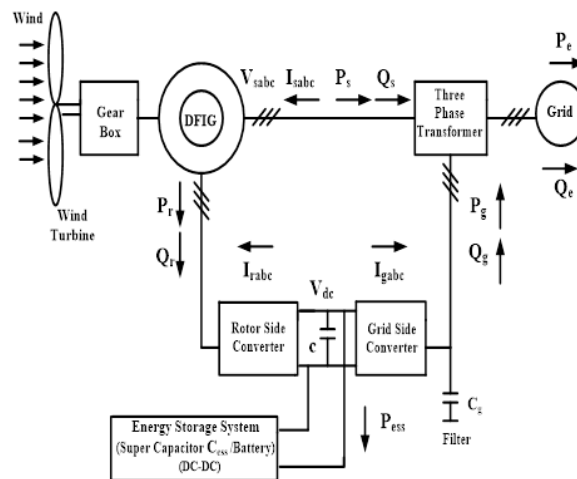 Wind
Gear
Box
Wind
Turbine
DFIG
Vsabc
Isabc
Ps
Qs
Three
Phase
Transformer
Grid
Pe
Qe
Pr
Qr
Pg
Qg
Irabc
Igabc
Vdc
Rotor Side
Converter
c
Grid Side
Converter
Cg
Filter
Pess
Energy Storage System
(Super Capacitor Cess /Battery)
(DC-DC)